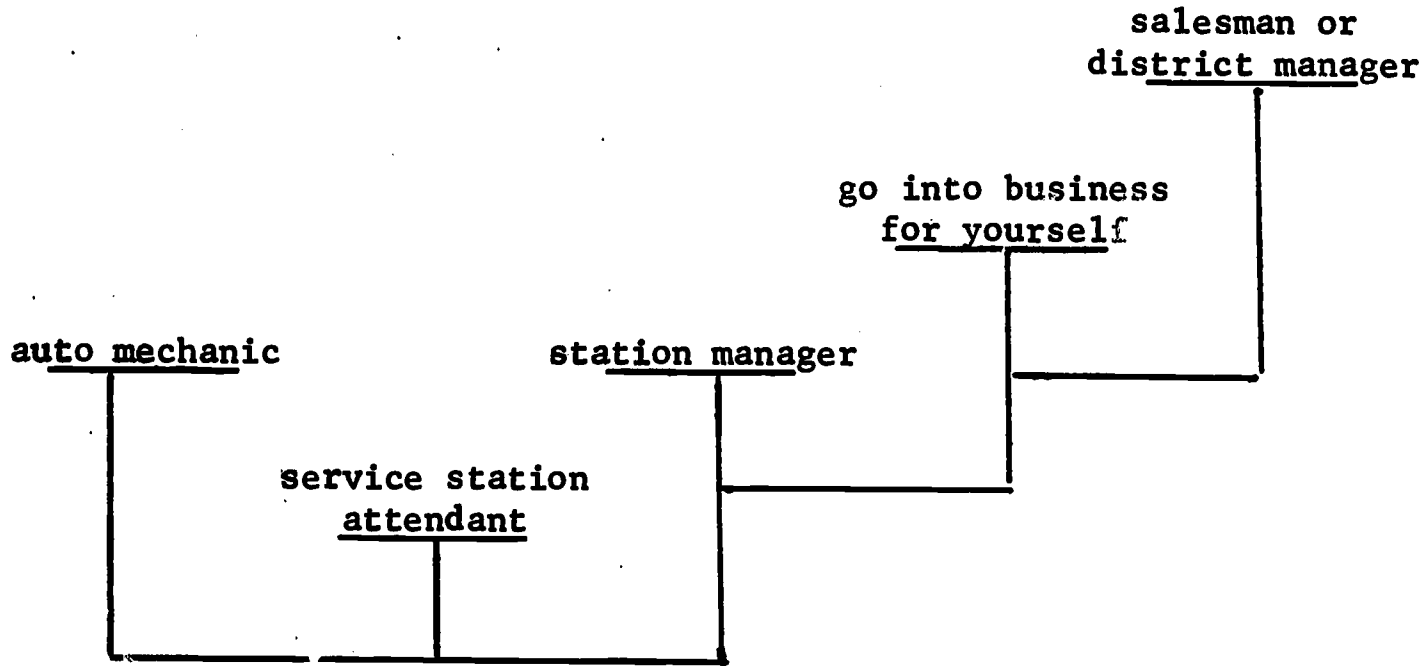 salesman or
district manager
go into business
for yourself
auto mechanic
station manager
service station
attendant